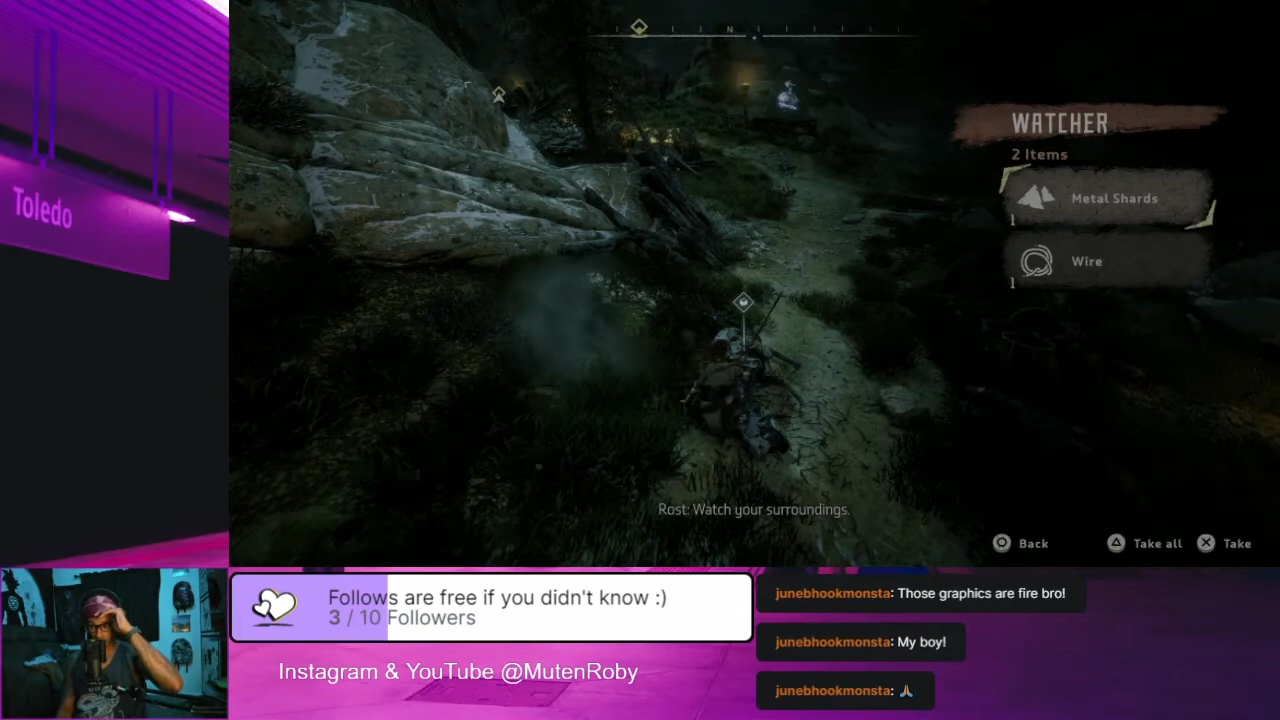 Toledo
N
WATCHER
2 Items
Metal Shards
1
Wire
1
Rost: Watch your surroundings.
Back
Take all
Take
Follows are free if you didn't know :)
3 / 10 Followers
Instagram & YouTube @MutenRoby
junebhookmonsta: Those graphics are fire bro!
junebhookmonsta: My boy!
junebhookmonsta: 🙏